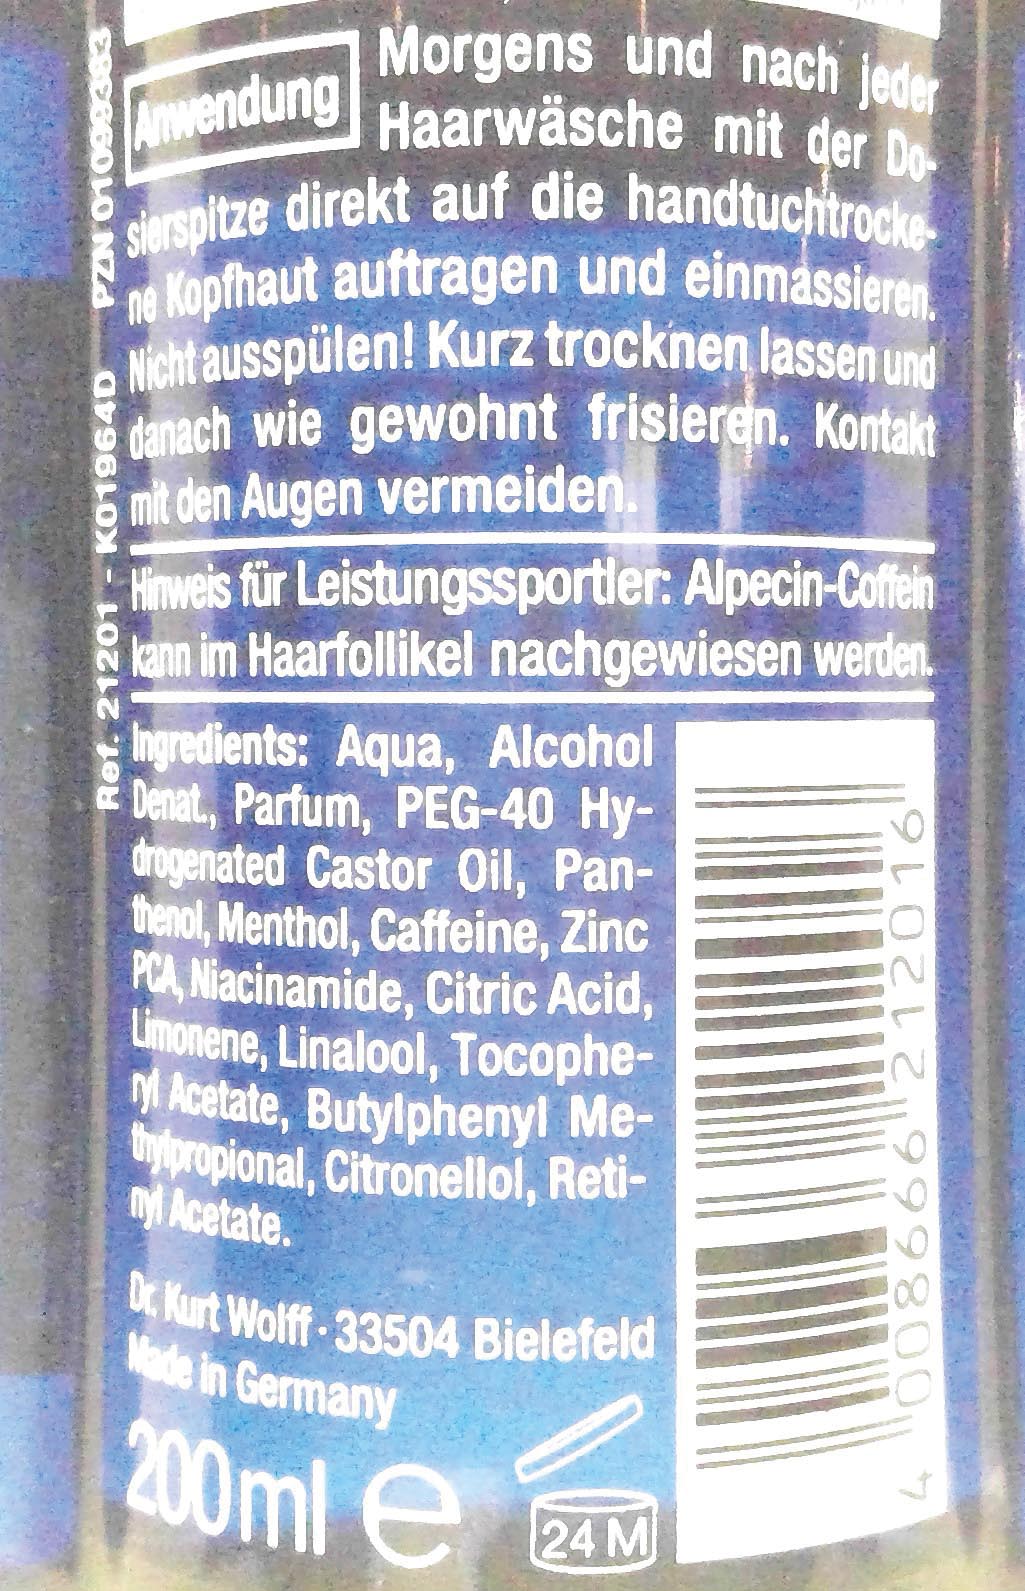 Anwendung Morgens und nach jeder
Haarwäsche mit der Do-
sierspitze direkt auf die handtuchtrocke-
ne Kopfhaut auftragen und einmassieren.
Nicht ausspülen! Kurz trocknen lassen und
danach wie gewohnt frisieren. Kontakt
mit den Augen vermeiden.
Hinweis für Leistungssportler: Alpecin-Coffein
kann im Haarfollikel nachgewiesen werden.
Ingredients: Aqua, Alcohol
Denat., Parfum, PEG-40 Hy-
drogenated Castor Oil, Pan-
thenol, Menthol, Caffeine, Zinc
PCA, Niacinamide, Citric Acid,
Limonene, Linalool, Tocophe-
ryl Acetate, Butylphenyl Me-
thylpropional, Citronellol, Reti-
nyl Acetate.
Dr. Kurt Wolff · 33504 Bielefeld
Made in Germany
200 ml e
24 M
4 008666 212016
Ref. 21201 - K01964D PZN 01099383